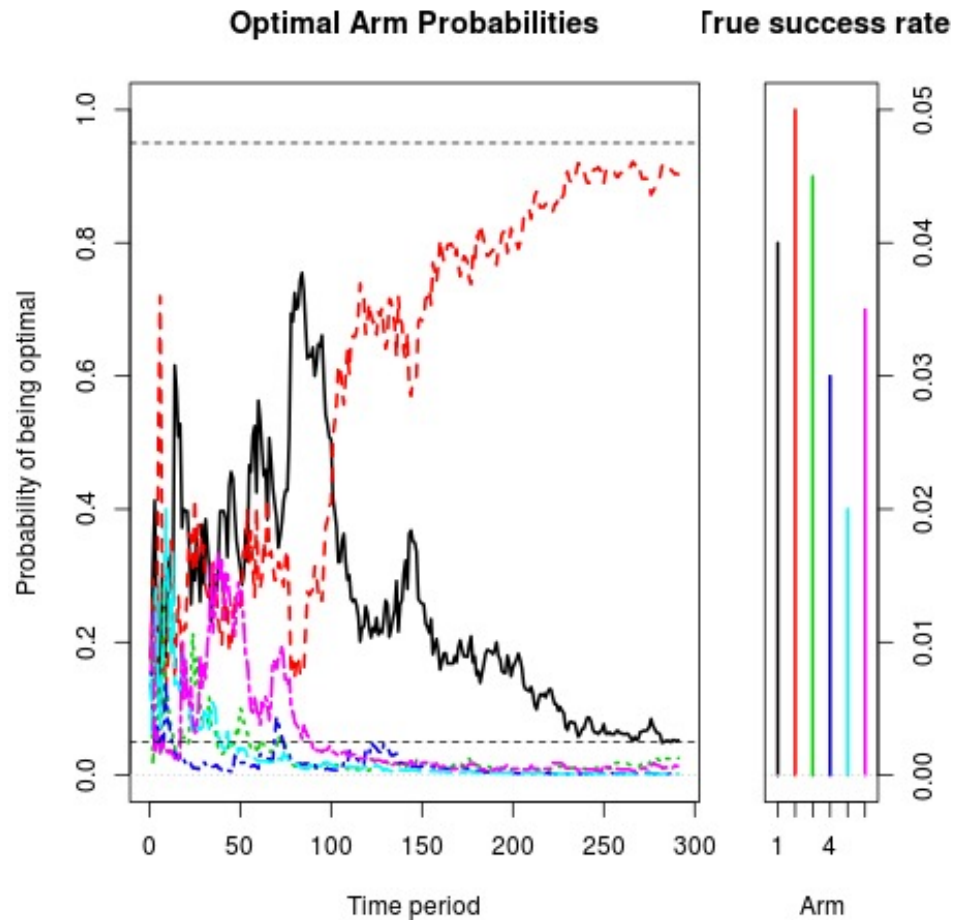 Optimal Arm Probabilities
True success rate
Probability of being optimal
1.0
0.8
0.6
0.4
0.2
0.0
0 50 100 150 200 250 300
Time period
0.05
0.04
0.03
0.02
0.01
0.00
1 4
Arm